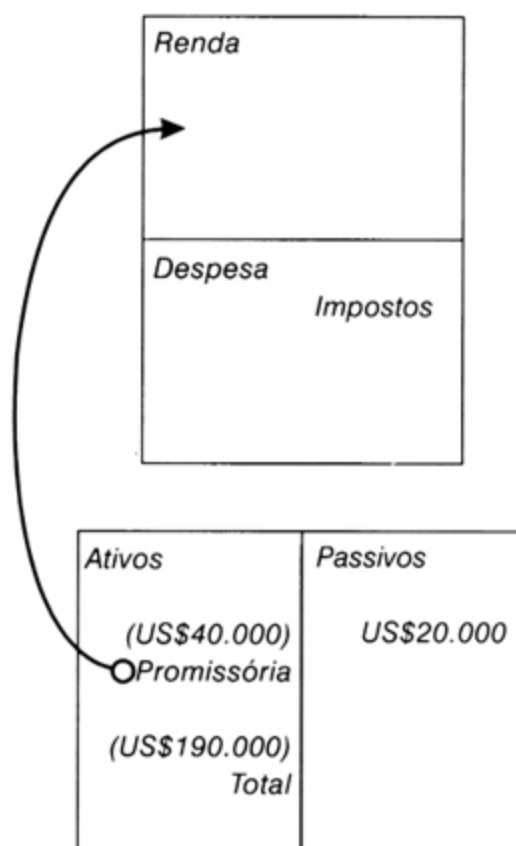 Renda
Despesa
Impostos
Ativos
Passivos
(US$40.000)
US$20.000
Promissória
(US$190.000)
Total